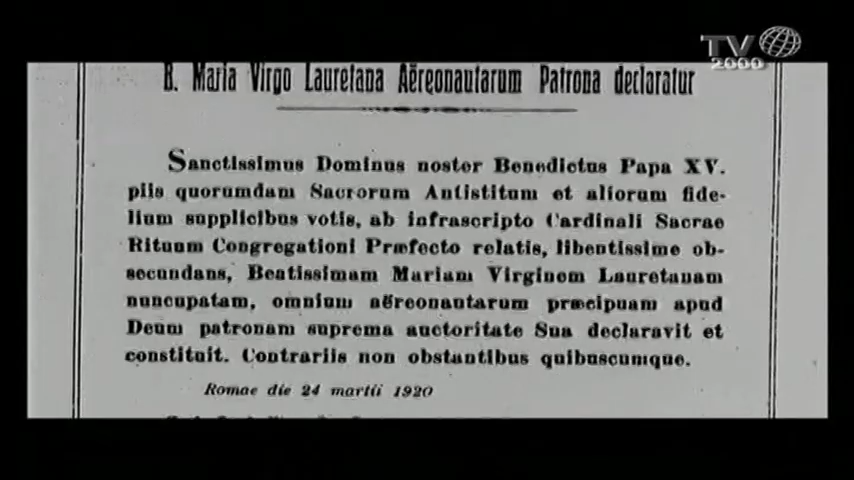 TV
2000
B. Maria Virgo Lauretana Aëreonautarum Patrona declaratur
Sanctissimus Dominus noster Benedictus Papa XV.
piis quorumdam Sacrorum Antistitum et aliorum fide-
lium supplicibus votis, ab infrascripto Cardinali Sacrae
Rituum Congregationi Præfecto relatis, libentissime ob-
secundans, Beatissimam Mariam Virginem Lauretanam
nuncupatam, omnium aëreonautarum præcipuam apud
Deum patronam suprema auctoritate Sua declaravit et
constituit. Contrariis non obstantibus quibuscumque.
Romae die 24 martii 1920